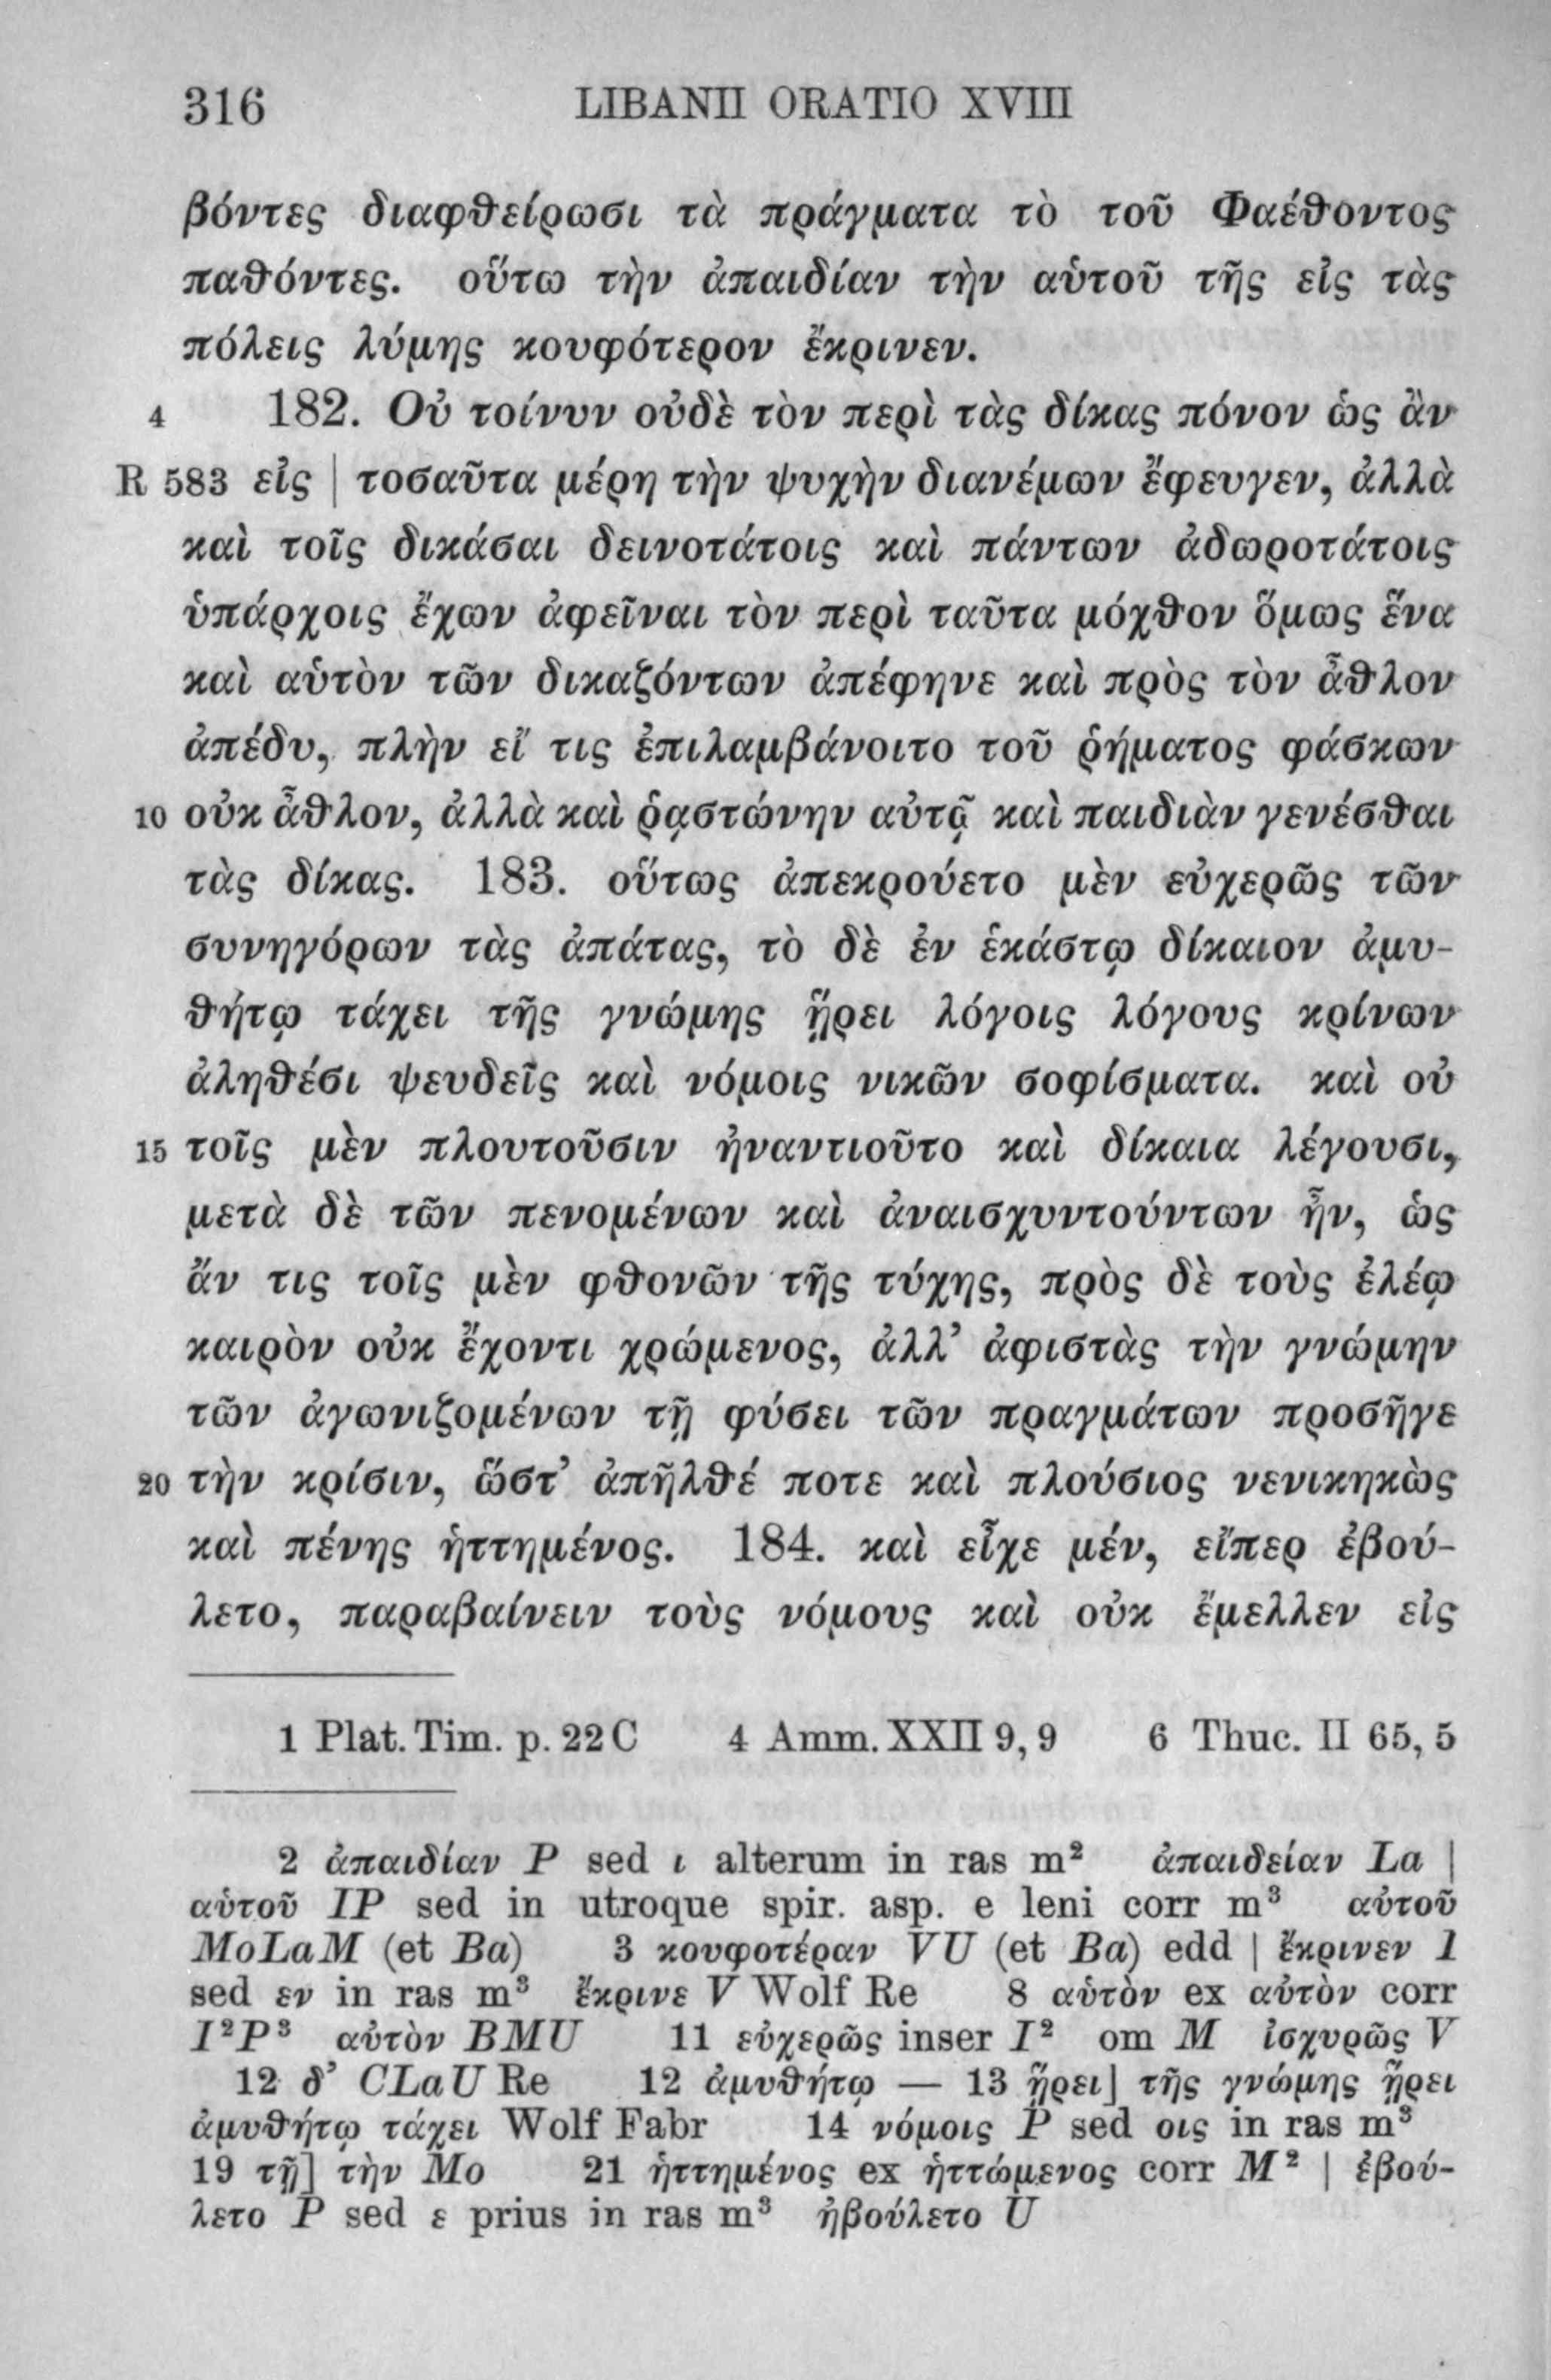 316 LIBANII ORATIO XVIII
βόντες διαφθείρωσι τὰ πράγματα τὸ τοῦ Φαέθοντος
παθόντες. οὕτω τὴν ἀπαιδίαν τὴν αὑτοῦ τῆς εἰς τὰς
πόλεις λύμης κουφότερον ἔκρινεν.
4 182. Οὐ τοίνυν οὐδὲ τὸν περὶ τὰς δίκας πόνον ὡς ἂν
R 583 εἰς | τοσαῦτα μέρη τὴν ψυχὴν διανέμων ἔφευγεν, ἀλλὰ
καὶ τοῖς δικάσαι δεινοτάτοις καὶ πάντων ἀδωροτάτοις
ὑπάρχοις ἔχων ἀφεῖναι τὸν περὶ ταῦτα μόχθον ὅμως ἕνα
καὶ αὑτὸν τῶν δικαζόντων ἀπέφηνε καὶ πρὸς τὸν ἆθλον
ἀπέδυ, πλὴν εἴ τις ἐπιλαμβάνοιτο τοῦ ῥήματος φάσκων
10 οὐκ ἆθλον, ἀλλὰ καὶ ῥᾳστώνην αὐτῷ καὶ παιδιὰν γενέσθαι
τὰς δίκας. 183. οὕτως ἀπεκρούετο μὲν εὐχερῶς τῶν
συνηγόρων τὰς ἀπάτας, τὸ δὲ ἐν ἑκάστῳ δίκαιον ἀμυ-
θήτῳ τάχει τῆς γνώμης ᾕρει λόγοις λόγους κρίνων
ἀληθέσι ψευδεῖς καὶ νόμοις νικῶν σοφίσματα. καὶ οὐ
15 τοῖς μὲν πλουτοῦσιν ἠναντιοῦτο καὶ δίκαια λέγουσι,
μετὰ δὲ τῶν πενομένων καὶ ἀναισχυντούντων ἦν, ὡς
ἄν τις τοῖς μὲν φθονῶν τῆς τύχης, πρὸς δὲ τοὺς ἐλέῳ
καιρὸν οὐκ ἔχοντι χρώμενος, ἀλλ’ ἀφιστὰς τὴν γνώμην
τῶν ἀγωνιζομένων τῇ φύσει τῶν πραγμάτων προσῆγε
20 τὴν κρίσιν, ὥστ’ ἀπῆλθέ ποτε καὶ πλούσιος νενικηκὼς
καὶ πένης ἡττημένος. 184. καὶ εἶχε μέν, εἴπερ ἐβού-
λετο, παραβαίνειν τοὺς νόμους καὶ οὐκ ἔμελλεν εἰς
1 Plat. Tim. p. 22 C 4 Amm. XXII 9, 9 6 Thuc. II 65, 5
2 ἀπαιδίαν P sed ι alterum in ras m² ἀπαιδείαν La |
αὑτοῦ IP sed in utroque spir. asp. e leni corr m³ αὐτοῦ
MoLaM (et Ba) 3 κουφοτέραν VU (et Ba) edd | ἔκρινεν I
sed εν in ras m³ ἔκρινε V Wolf Re 8 αὑτὸν ex αὐτὸν corr
I²P³ αὐτὸν BMU 11 εὐχερῶς inser I² om M ἰσχυρῶς V
12 δ’ CLaU Re 12 ἀμυθήτῳ — 13 ᾕρει] τῆς γνώμης ᾕρει
ἀμυθήτῳ τάχει Wolf Fabr 14 νόμοις P sed οις in ras m³
19 τῇ] τὴν Mo 21 ἡττημένος ex ἡττώμενος corr M² | ἐβού-
λετο P sed ε prius in ras m³ ἠβούλετο U